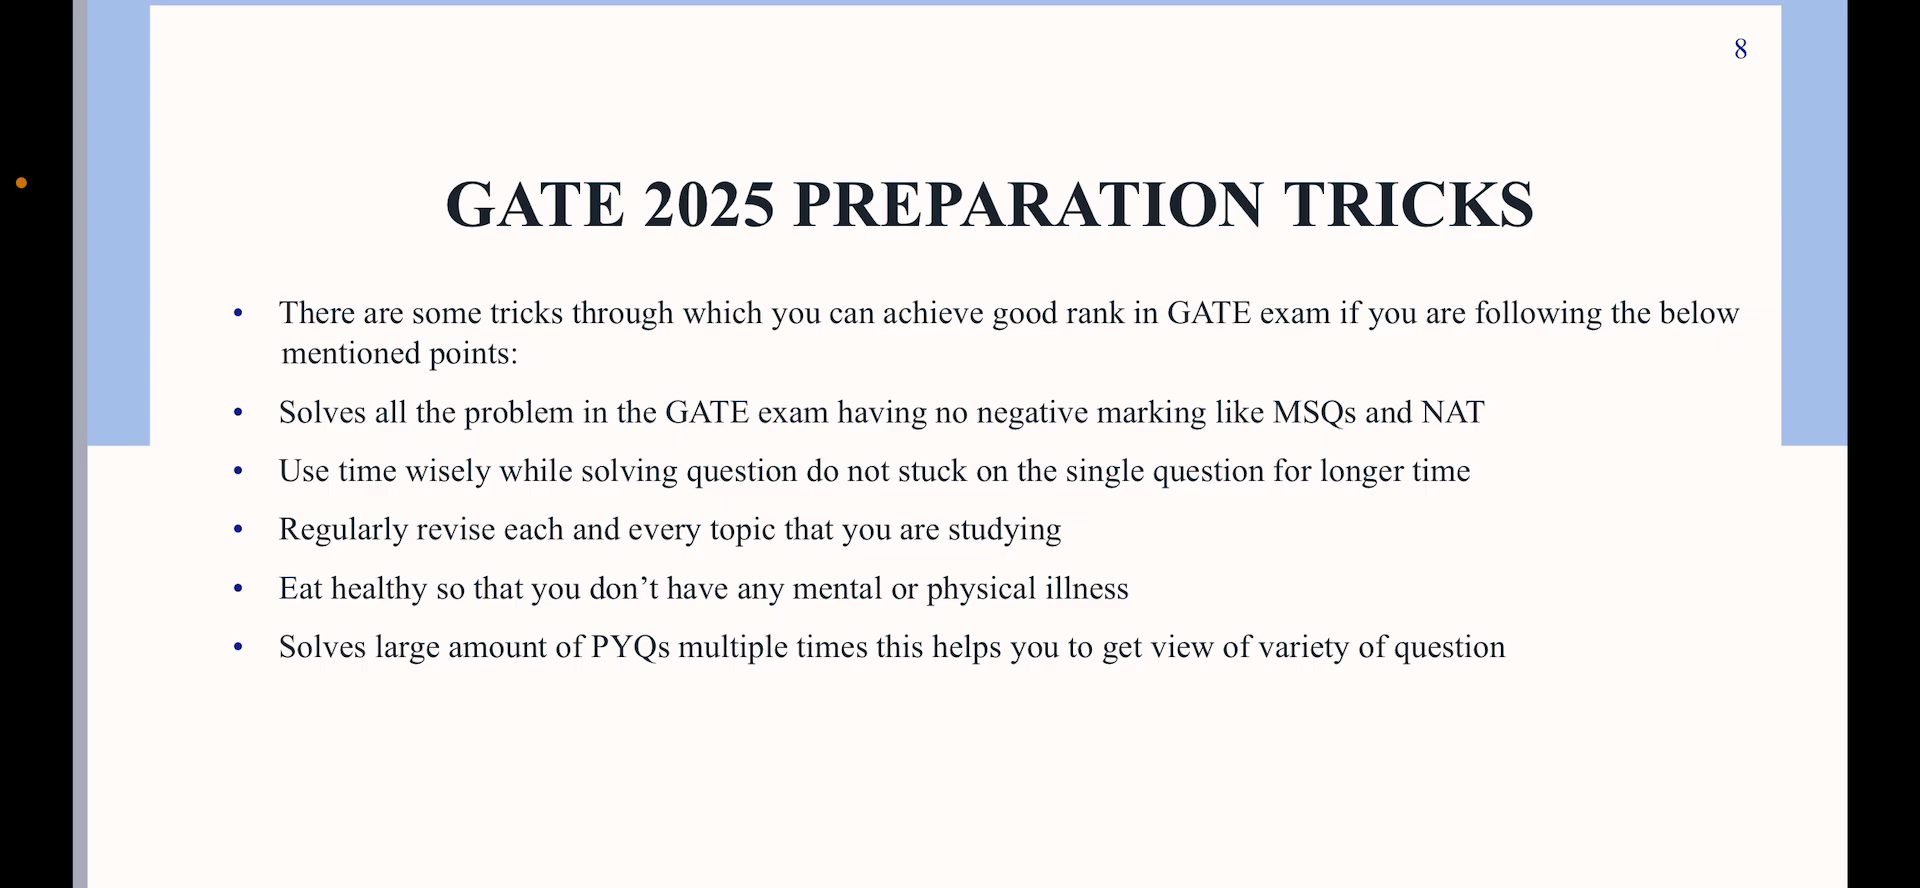 8
GATE 2025 PREPARATION TRICKS
• There are some tricks through which you can achieve good rank in GATE exam if you are following the below
mentioned points:
• Solves all the problem in the GATE exam having no negative marking like MSQs and NAT
• Use time wisely while solving question do not stuck on the single question for longer time
• Regularly revise each and every topic that you are studying
• Eat healthy so that you don’t have any mental or physical illness
• Solves large amount of PYQs multiple times this helps you to get view of variety of question